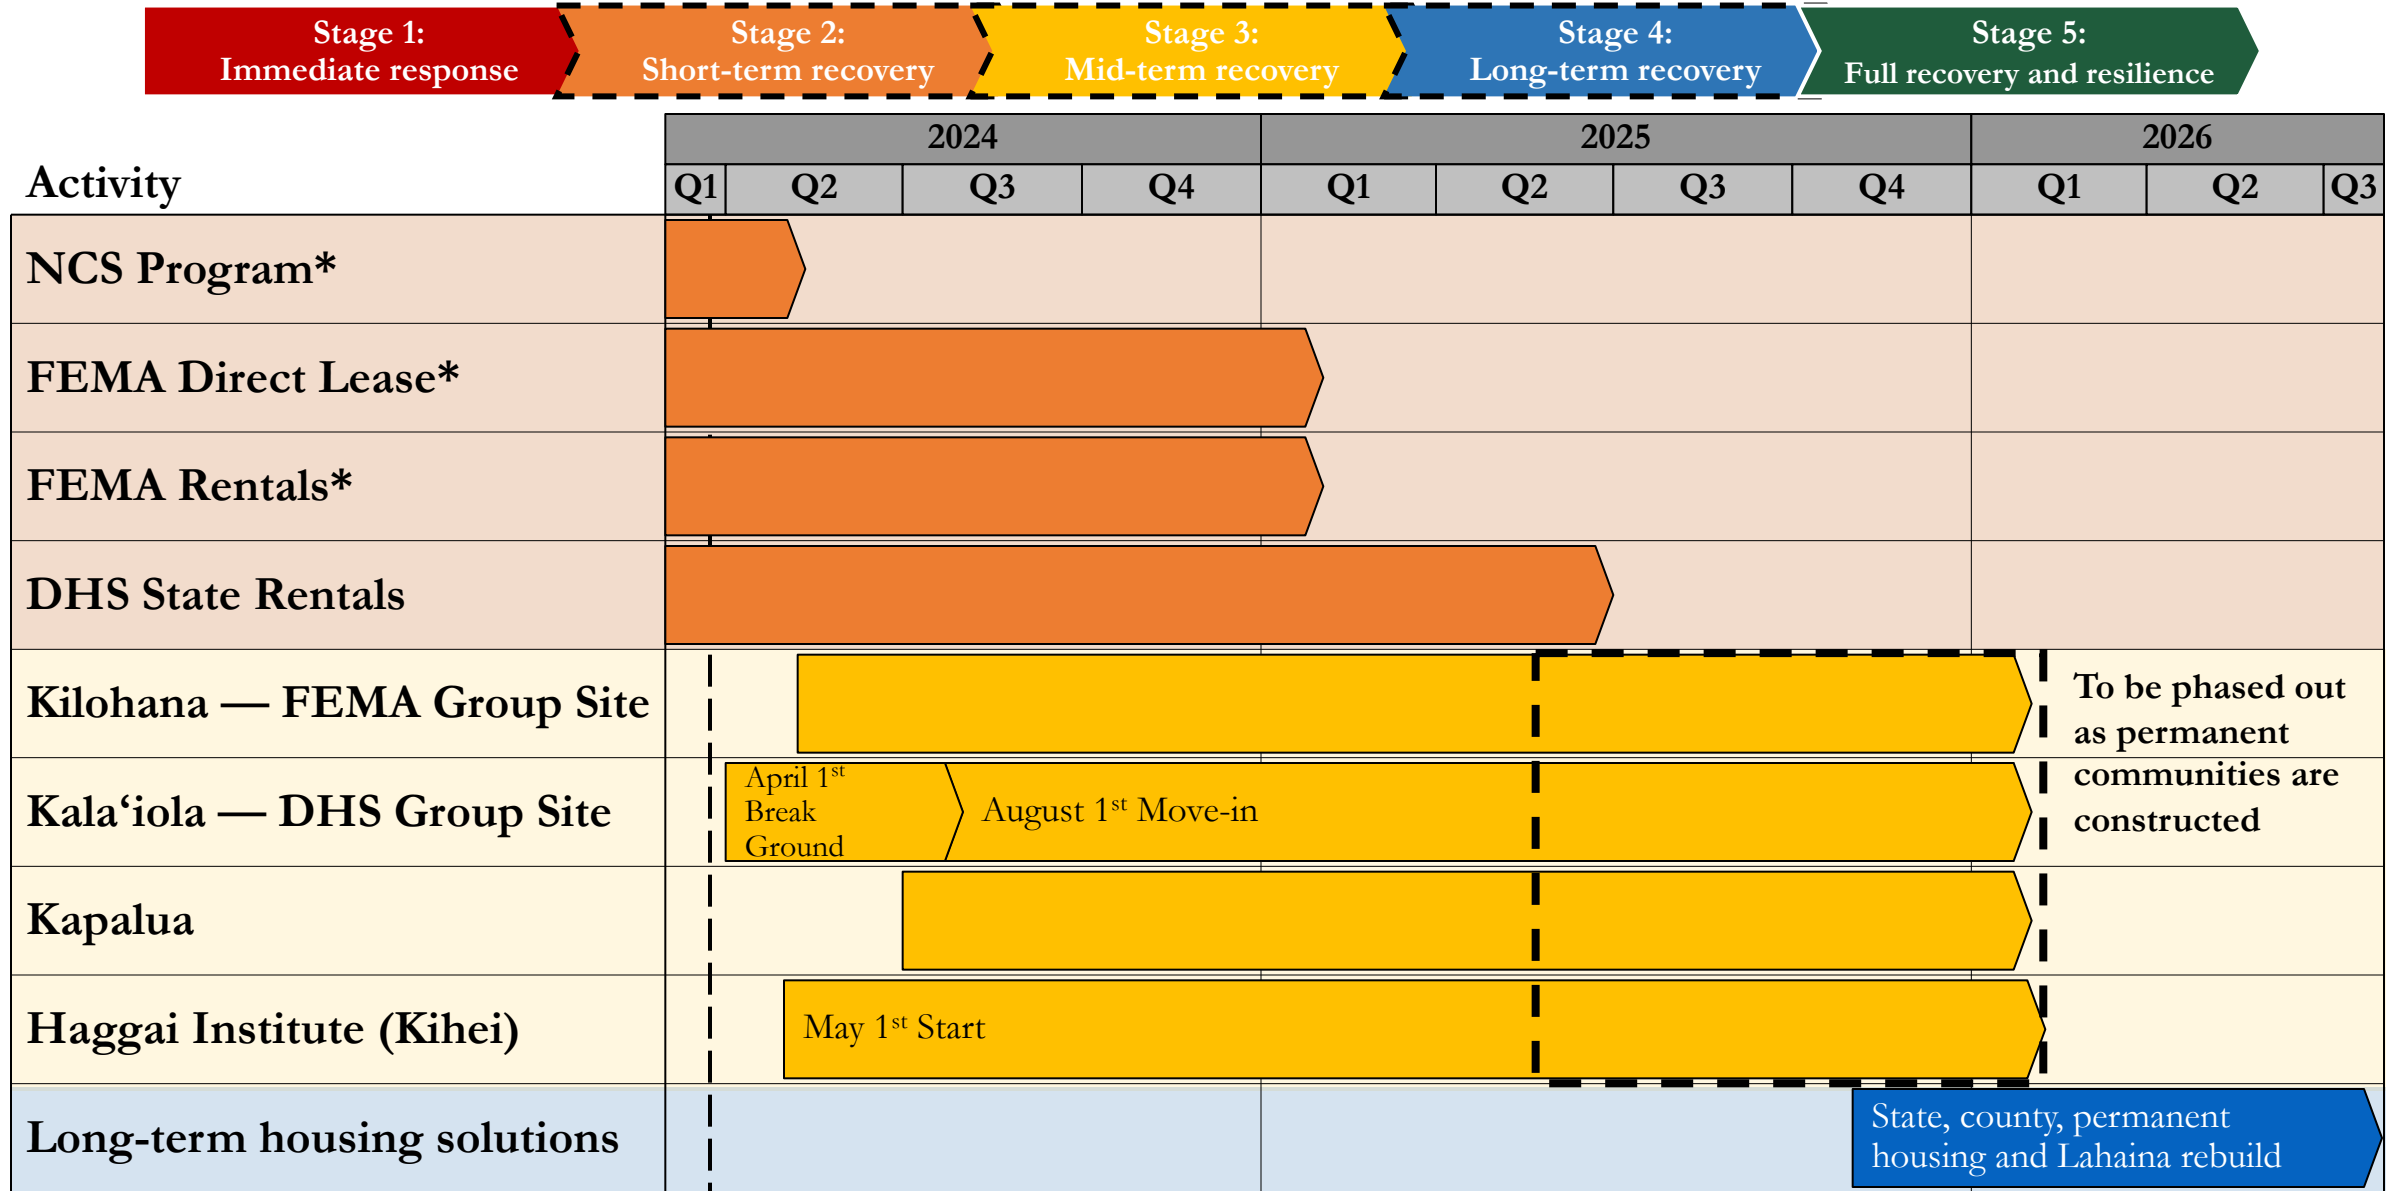 Stage 1:
Immediate response
Stage 2:
Short-term recovery
Stage 3:
Mid-term recovery
Stage 4:
Long-term recovery
Stage 5:
Full recovery and resilience
2024
2025
2026
Activity
Q1
Q2
Q3
Q4
Q1
Q2
Q3
Q4
Q1
Q2
Q3
NCS Program*
FEMA Direct Lease*
FEMA Rentals*
DHS State Rentals
Kilohana — FEMA Group Site
To be phased out
as permanent
communities are
constructed
Kala‘iola — DHS Group Site
April 1st
Break
Ground
August 1st Move-in
Kapalua
Haggai Institute (Kihei)
May 1st Start
Long-term housing solutions
State, county, permanent
housing and Lahaina rebuild